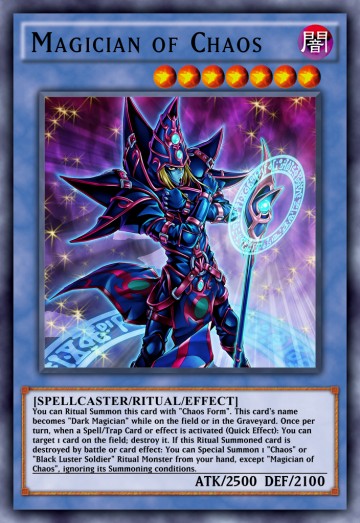 MAGICIAN OF CHAOS
闇
[SPELLCASTER/RITUAL/EFFECT]
You can Ritual Summon this card with "Chaos Form". This card's name
becomes "Dark Magician" while on the field or in the Graveyard. Once per
turn, when a Spell/Trap Card or effect is activated (Quick Effect): You can
target 1 card on the field; destroy it. If this Ritual Summoned card is
destroyed by battle or card effect: You can Special Summon 1 "Chaos" or
"Black Luster Soldier" Ritual Monster from your hand, except "Magician of
Chaos", ignoring its Summoning conditions.
ATK/2500 DEF/2100